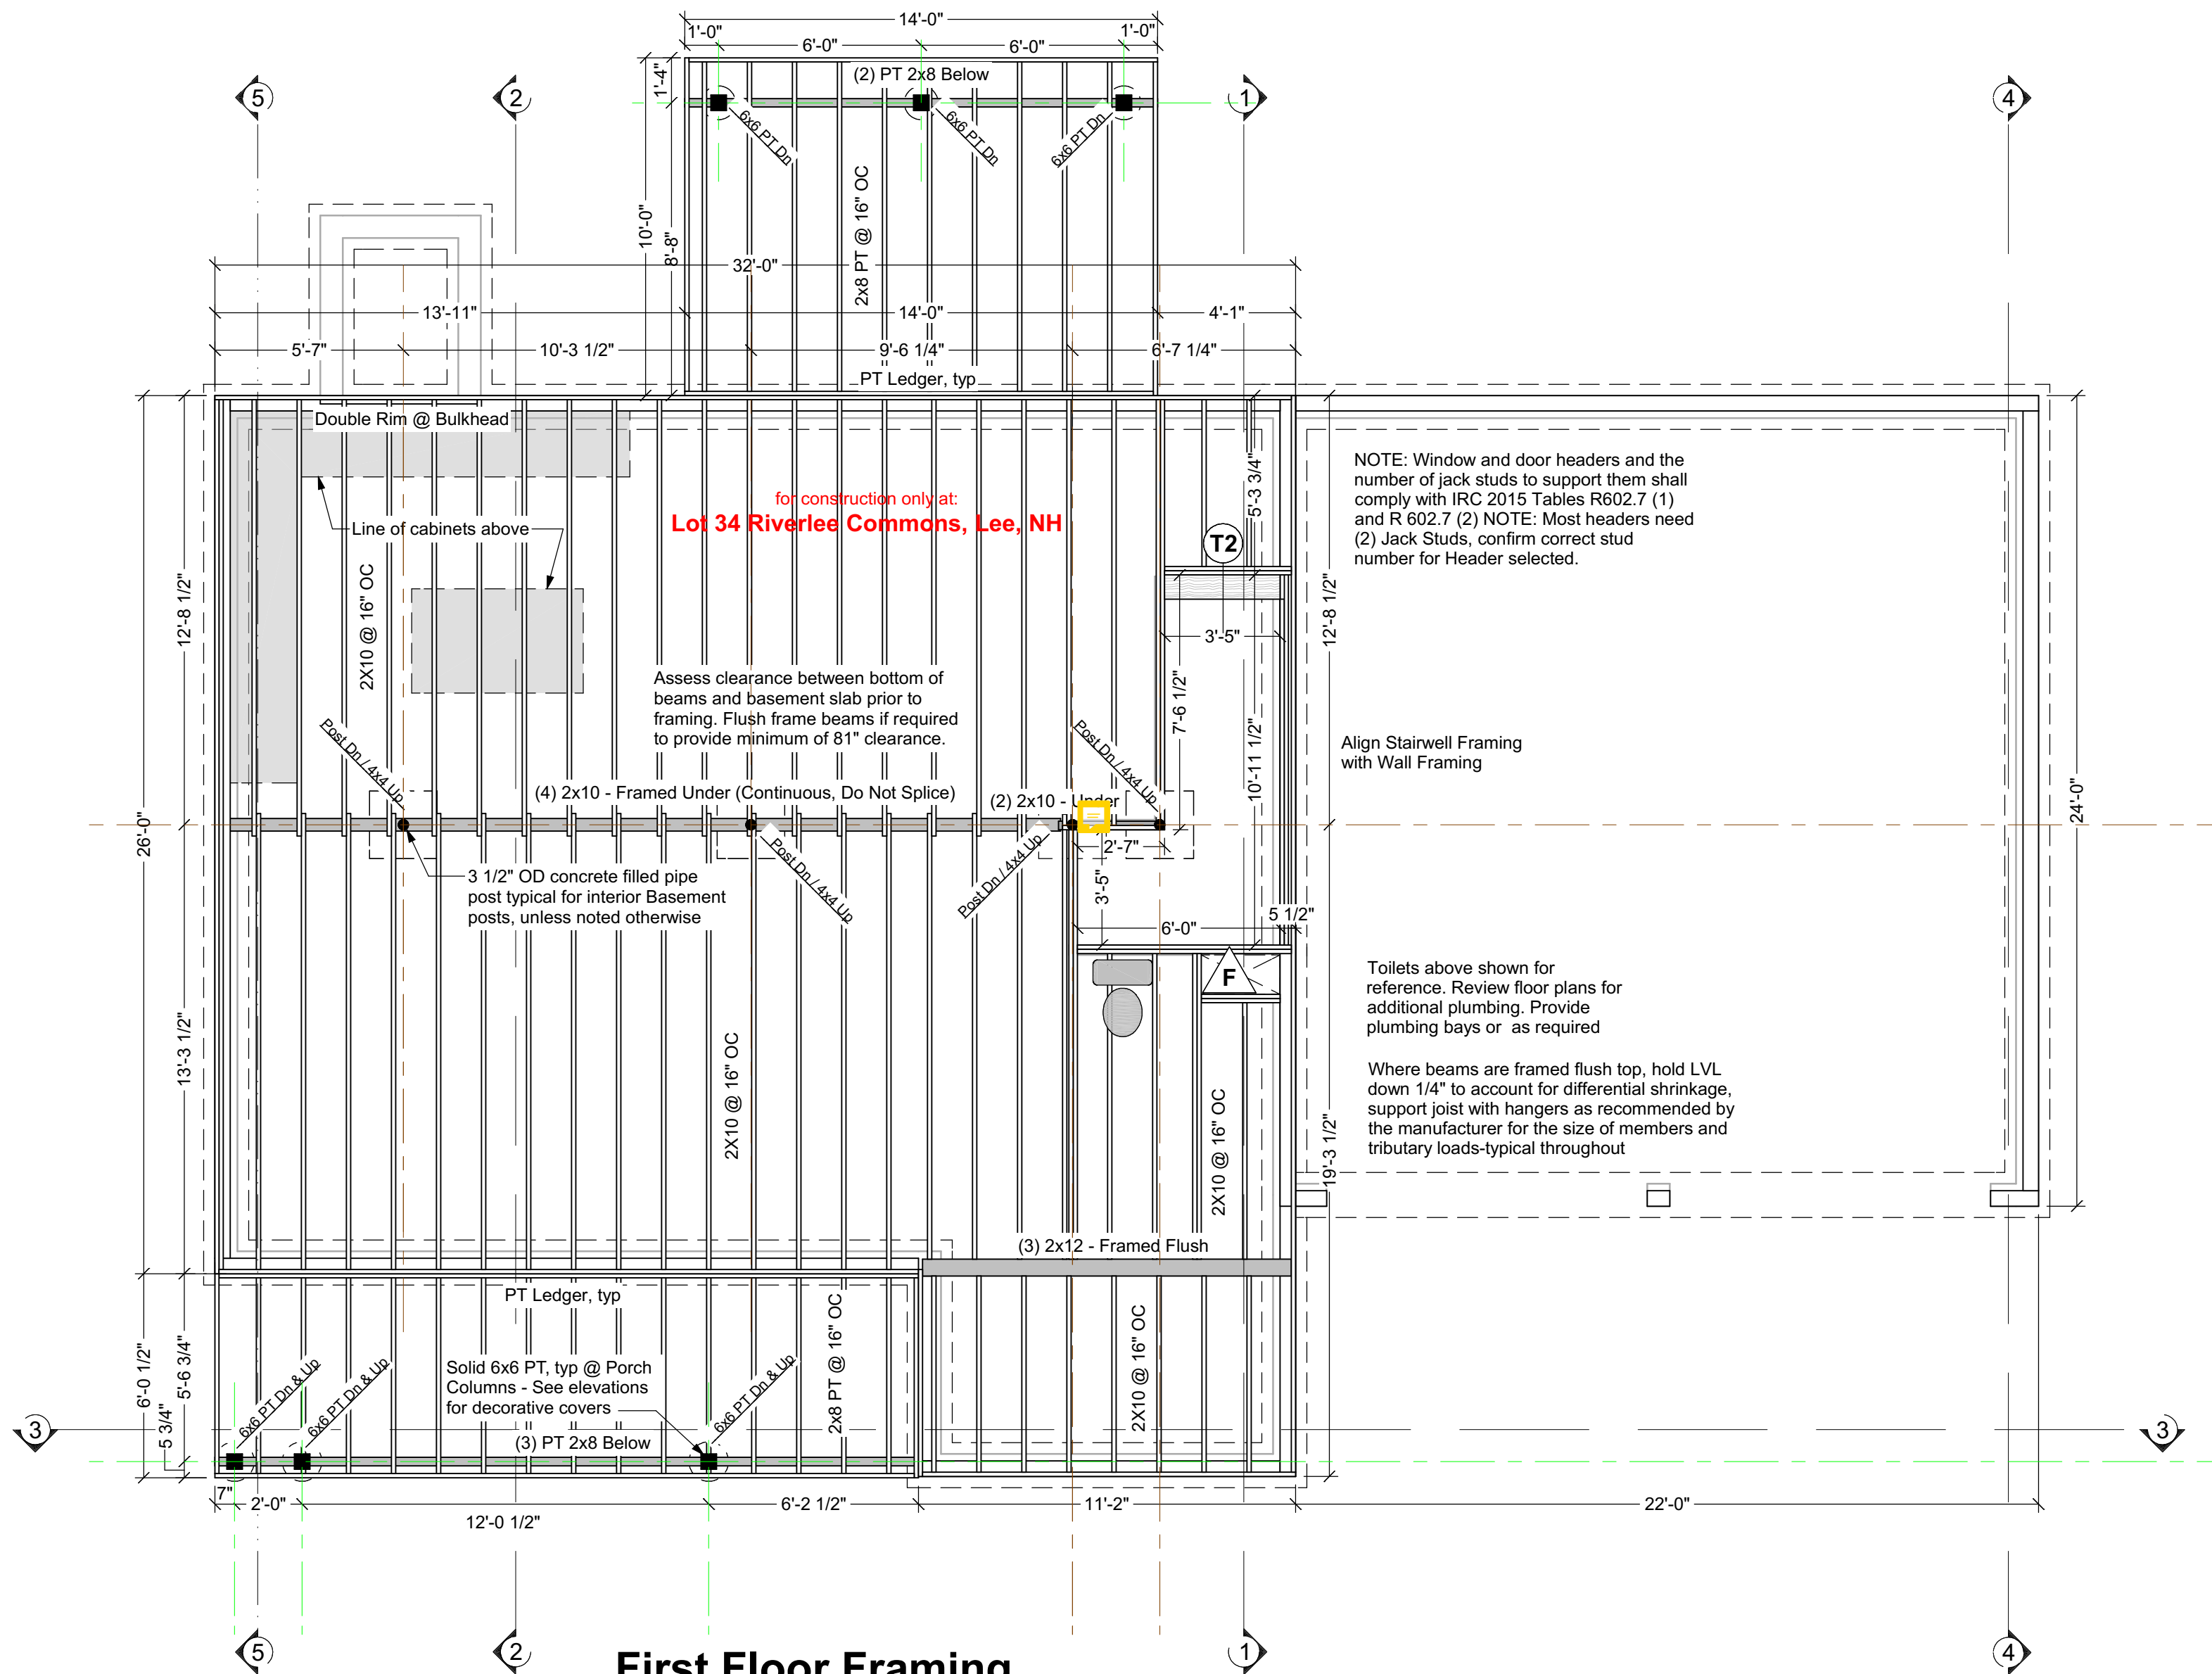 14'-0"
1'-0"
6'-0"
6'-0"
1'-0"
1'-4"
(2) PT 2x8 Below
5
2
1
4
6x6 PT Dn
6x6 PT Dn
6x6 PT Dn
2x8 PT @ 16" OC
10'-0"
8'-8"
32'-0"
13'-11"
14'-0"
4'-1"
5'-7"
10'-3 1/2"
9'-6 1/4"
6'-7 1/4"
PT Ledger, typ
Double Rim @ Bulkhead
for construction only at:
Lot 34 Riverlee Commons, Lee, NH
Line of cabinets above
NOTE: Window and door headers and the
number of jack studs to support them shall
comply with IRC 2015 Tables R602.7 (1)
and R 602.7 (2) NOTE: Most headers need
(2) Jack Studs, confirm correct stud
number for Header selected.
5'-3 3/4"
T2
12'-8 1/2"
2X10 @ 16" OC
12'-8 1/2"
3'-5"
7'-6 1/2"
10'-11 1/2"
Assess clearance between bottom of
beams and basement slab prior to
framing. Flush frame beams if required
to provide minimum of 81" clearance.
Post Dn / 4x4 Up
Post Dn / 4x4 Up
Align Stairwell Framing
with Wall Framing
(4) 2x10 - Framed Under (Continuous, Do Not Splice)
(2) 2x10 - Under
26'-0"
24'-0"
2'-7"
3'-5"
Post Dn / 4x4 Up
Post Dn / 4x4 Up
3 1/2" OD concrete filled pipe
post typical for interior Basement
posts, unless noted otherwise
5 1/2"
6'-0"
F
Toilets above shown for
reference. Review floor plans for
additional plumbing. Provide
plumbing bays or as required
13'-3 1/2"
2X10 @ 16" OC
2X10 @ 16" OC
19'-3 1/2"
Where beams are framed flush top, hold LVL
down 1/4" to account for differential shrinkage,
support joist with hangers as recommended by
the manufacturer for the size of members and
tributary loads-typical throughout
(3) 2x12 - Framed Flush
PT Ledger, typ
2x8 PT @ 16" OC
2X10 @ 16" OC
6'-0 1/2"
5'-6 3/4"
5 3/4"
6x6 PT Dn & Up
6x6 PT Dn & Up
6x6 PT Dn & Up
Solid 6x6 PT, typ @ Porch
Columns - See elevations
for decorative covers
(3) PT 2x8 Below
3
3
7"
2'-0"
12'-0 1/2"
6'-2 1/2"
11'-2"
22'-0"
5
2
1
4
First Floor Framing